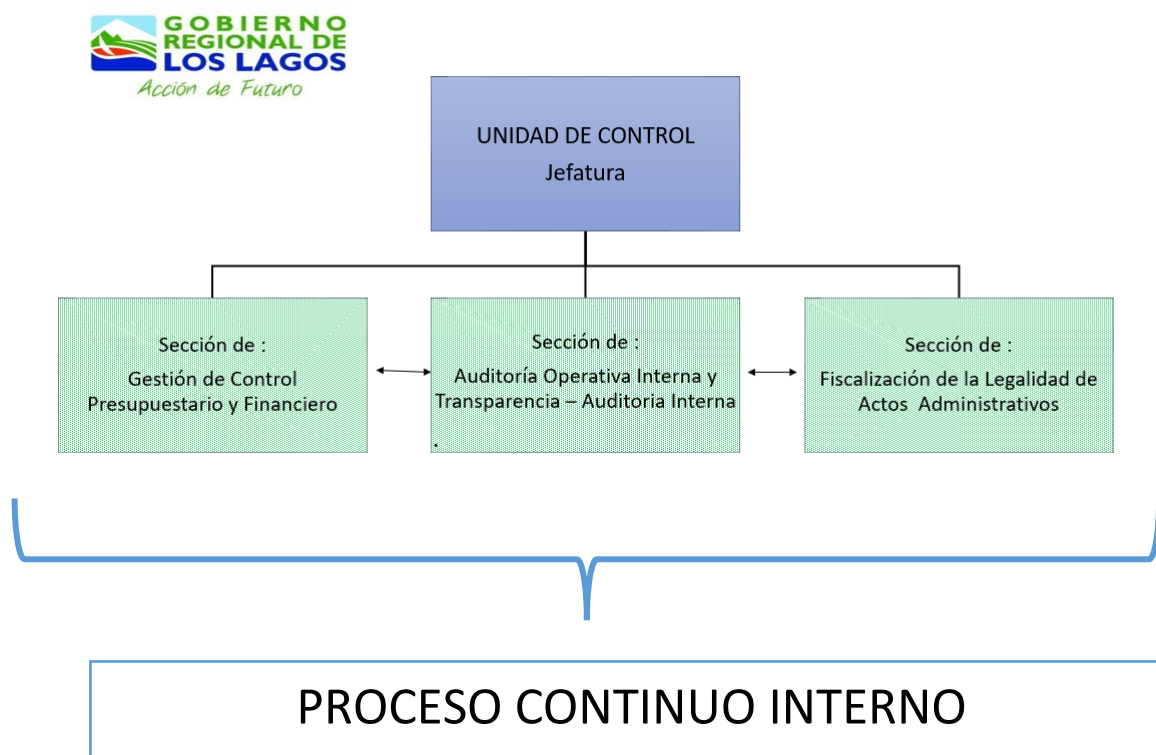 GOBIERNO
REGIONAL DE
LOS LAGOS
Acción de Futuro
UNIDAD DE CONTROL
Jefatura
Sección de :
Gestión de Control
Presupuestario y Financiero
Sección de :
Auditoría Operativa Interna y
Transparencia – Auditoria Interna
.
Sección de :
Fiscalización de la Legalidad de
Actos Administrativos
PROCESO CONTINUO INTERNO